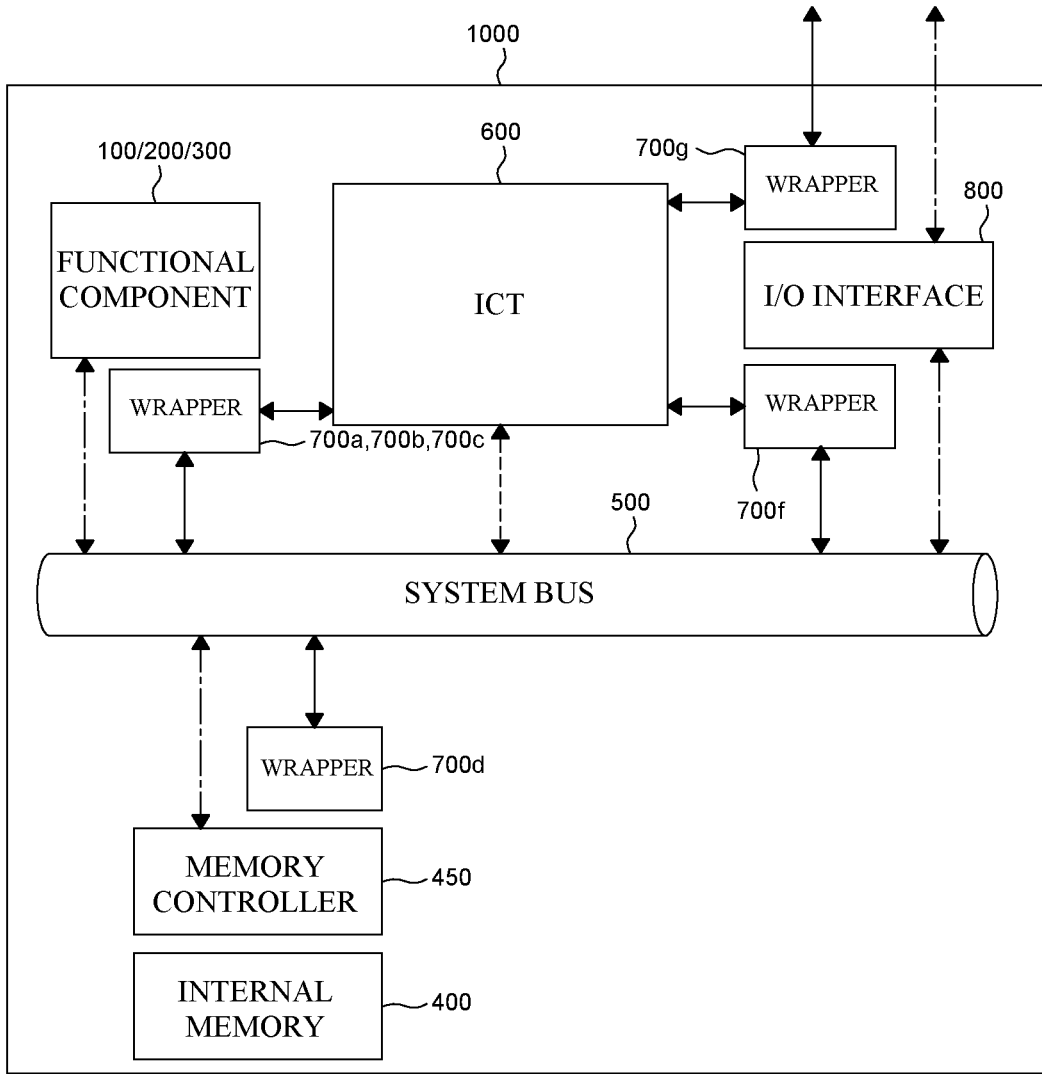 1000
600
700g
100/200/300
WRAPPER
800
FUNCTIONAL
COMPONENT
ICT
I/O INTERFACE
WRAPPER
WRAPPER
700a,700b,700c
700f
500
SYSTEM BUS
WRAPPER
700d
MEMORY
CONTROLLER
450
INTERNAL
MEMORY
400